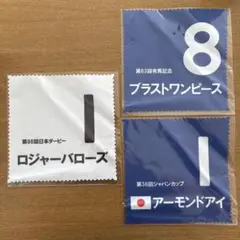 1
第86回日本ダービー
ロジャーバローズ
8
第63回有馬記念
ブラストワンピース
1
第38回ジャパンカップ
アーモンドアイ